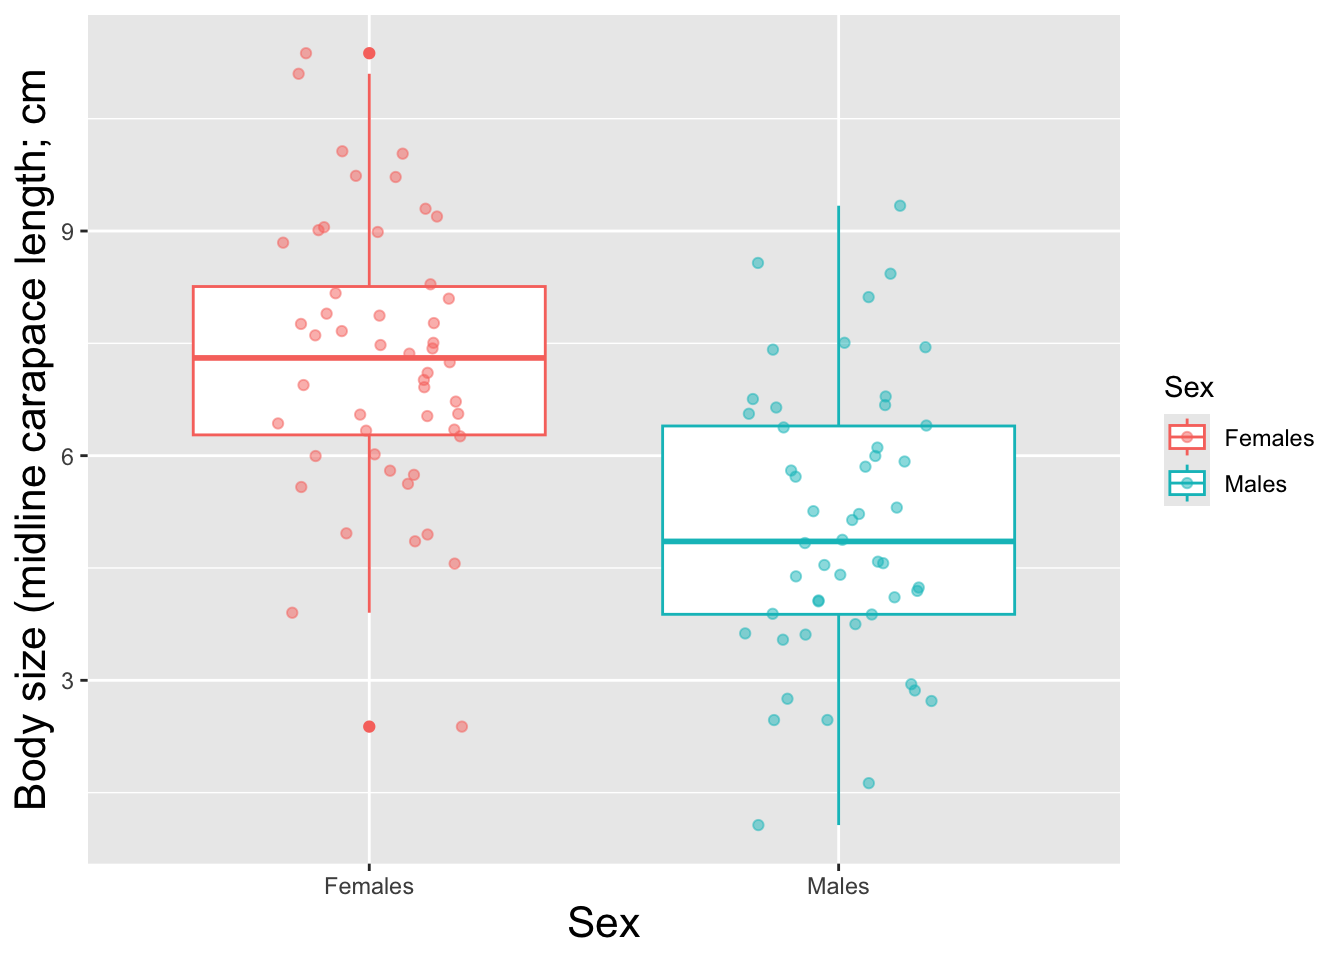 Body size (midline carapace length; cm
9
6
3
Females
Males
Sex
Sex
Females
Males